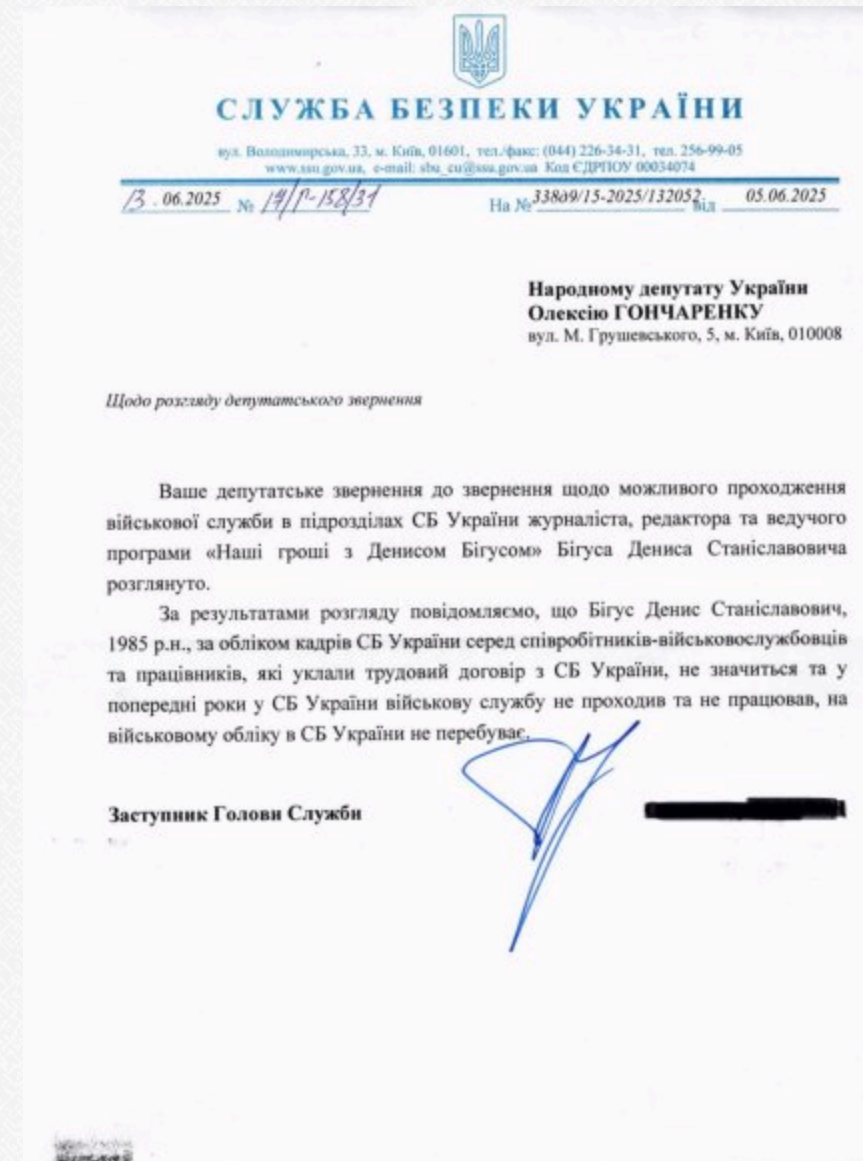 СЛУЖБА БЕЗПЕКИ УКРАЇНИ
вул. Володимирська, 33, м. Київ, 01601, тел./факс: (044) 226-34-31, тел. 256-99-05
www.ssu.gov.ua, e-mail: sbu_cu@ssu.gov.ua Код ЄДРПОУ 00034074
13 . 06.2025 № 14/Г-158/31 На № 338д9/15-2025/132052 від 05.06.2025
Народному депутату України
Олексію ГОНЧАРЕНКУ
вул. М. Грушевського, 5, м. Київ, 010008
Щодо розгляду депутатського звернення
Ваше депутатське звернення до звернення щодо можливого проходження
військової служби в підрозділах СБ України журналіста, редактора та ведучого
програми «Наші гроші з Денисом Бігусом» Бігуса Дениса Станіславовича
розглянуто.
За результатами розгляду повідомляємо, що Бігус Денис Станіславович,
1985 р.н., за обліком кадрів СБ України серед співробітників-військовослужбовців
та працівників, які уклали трудовий договір з СБ України, не значиться та у
попередні роки у СБ України військову службу не проходив та не працював, на
військовому обліку в СБ України не перебуває.
Заступник Голови Служби